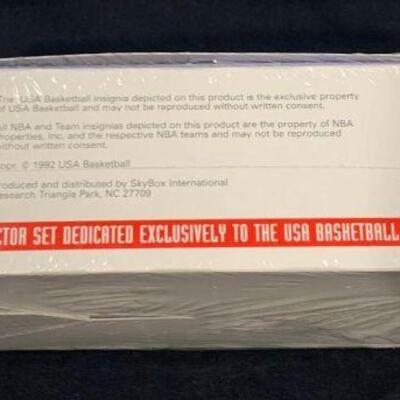 The USA Basketball insignia depicted on this product is the exclusive property
of USA Basketball and may not be reproduced without written consent.
All NBA and Team insignias depicted on this product are the property of NBA
Properties, Inc. and the respective NBA teams and may not be reproduced
without written consent.
Copr. © 1992 USA Basketball
Produced and distributed by SkyBox International
Research Triangle Park, NC 27709
CTOR SET DEDICATED EXCLUSIVELY TO THE USA BASKETBALL